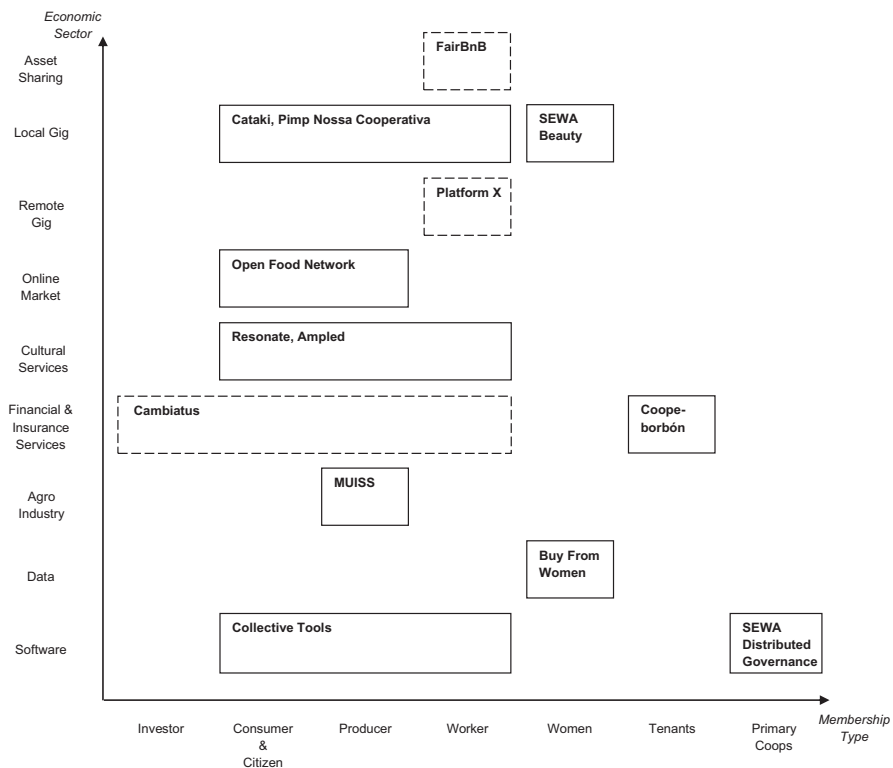 Economic
Sector
Asset
Sharing
FairBnB
Local Gig
Cataki, Pimp Nossa Cooperativa
SEWA
Beauty
Remote
Gig
Platform X
Online
Market
Open Food Network
Cultural
Services
Resonate, Ampled
Financial &
Insurance
Services
Cambiatus
Coope-
borbón
Agro
Industry
MUISS
Data
Buy From
Women
Software
Collective Tools
SEWA
Distributed
Governance
Investor
Consumer
&
Citizen
Producer
Worker
Women
Tenants
Primary
Coops
Membership
Type